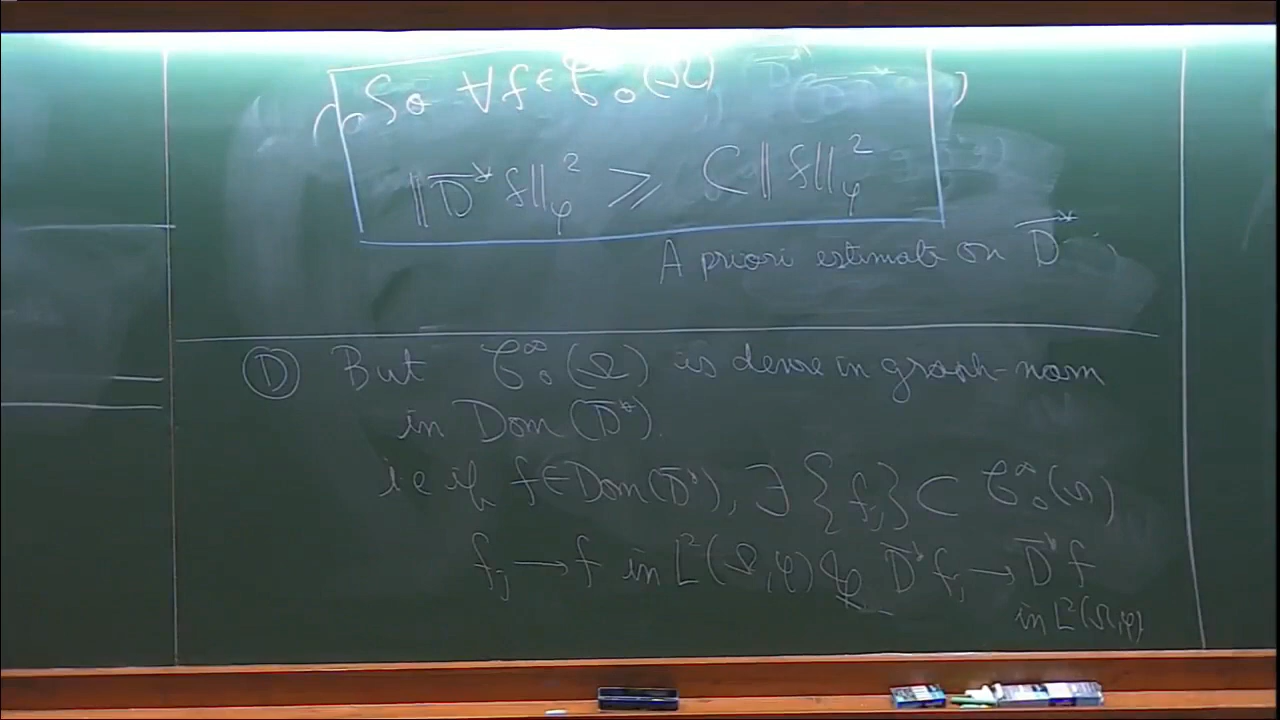 So ∀f ∈ 𝒞₀(Ω)
‖D̄*f‖²_φ ⩾ C‖f‖²_φ
A priori estimate on D̄*
Ⓓ But 𝒞₀^∞(Ω) is dense in graph-norm
in Dom(D̄*).
i e if f ∈ Dom(D̄*), ∃ {f_j} ⊂ 𝒞₀^∞(Ω)
f_j → f in L²(Ω,φ) & D̄*f_j → D̄*f
in L²(Ω,φ)